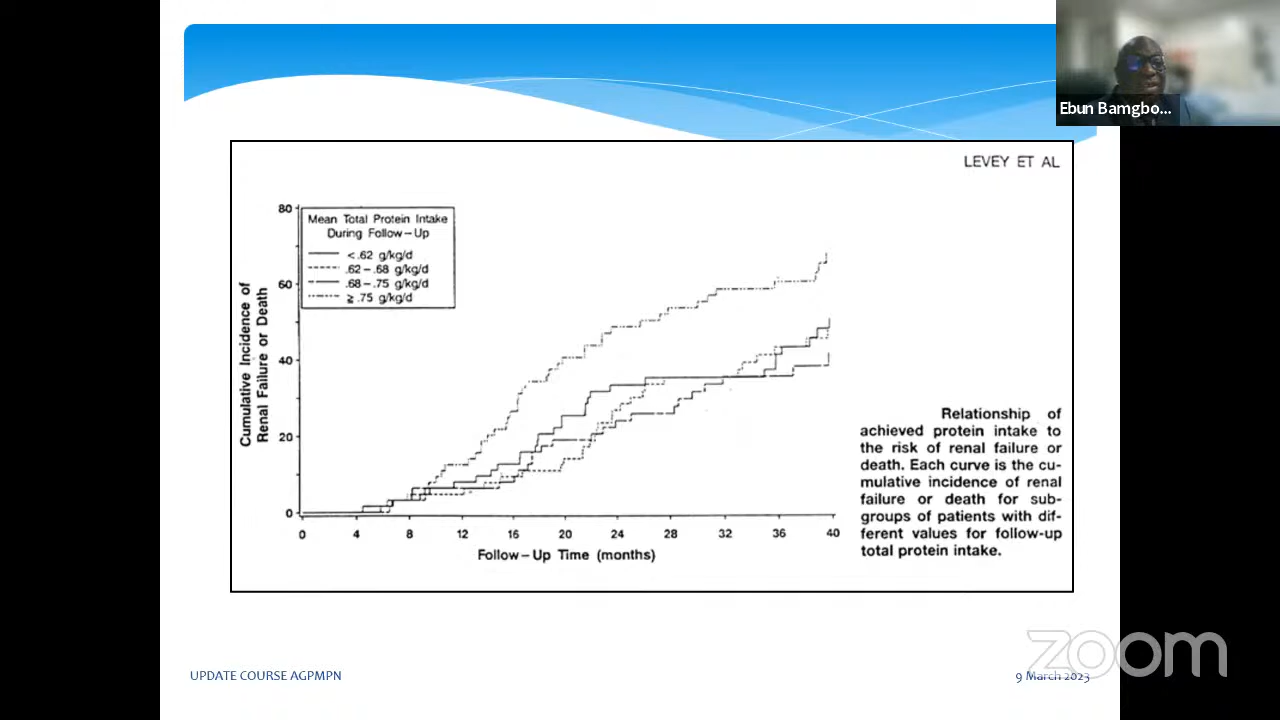 Ebun Bamgbo...
LEVEY ET AL
80
60
40
20
0
Cumulative Incidence of
Renal Failure or Death
Mean Total Protein Intake
During Follow-Up
<.62 g/kg/d
.62-.68 g/kg/d
.68-.75 g/kg/d
≥ .75 g/kg/d
0 4 8 12 16 20 24 28 32 36 40
Follow-Up Time (months)
Relationship of
achieved protein intake to
the risk of renal failure or
death. Each curve is the cu-
mulative incidence of renal
failure or death for sub-
groups of patients with dif-
ferent values for follow-up
total protein intake.
zoom
UPDATE COURSE AGPMPN
9 March 2023